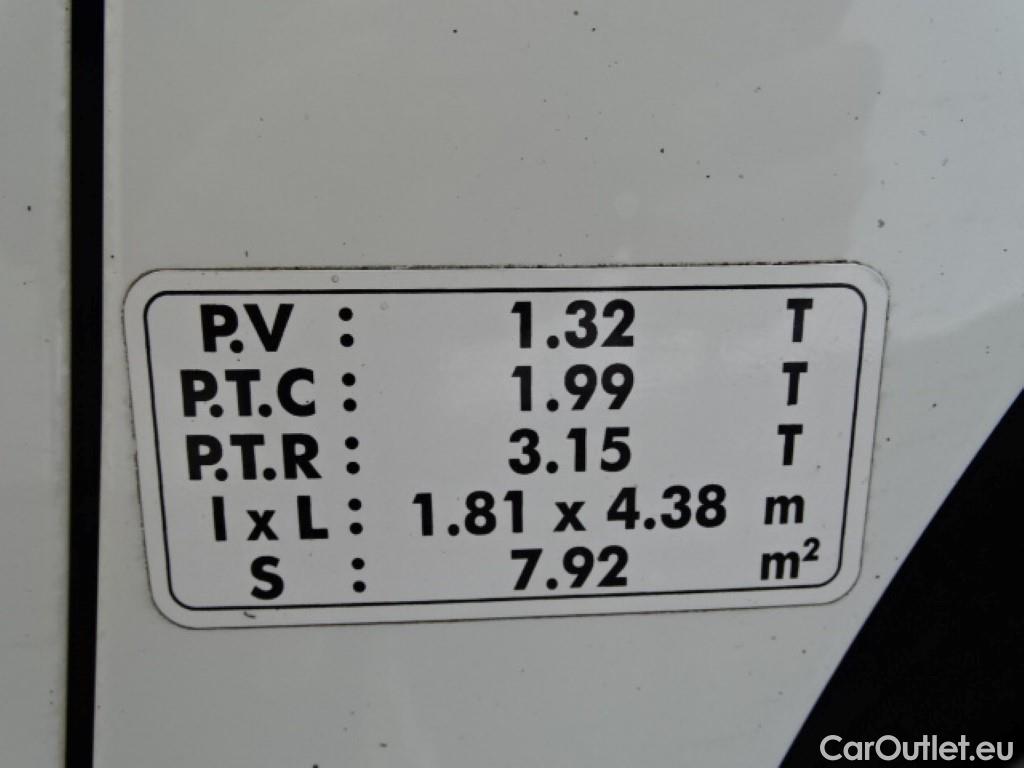 P.V : 1.32 T
P.T.C : 1.99 T
P.T.R : 3.15 T
l x L : 1.81 x 4.38 m
S : 7.92 m²
CarOutlet.eu